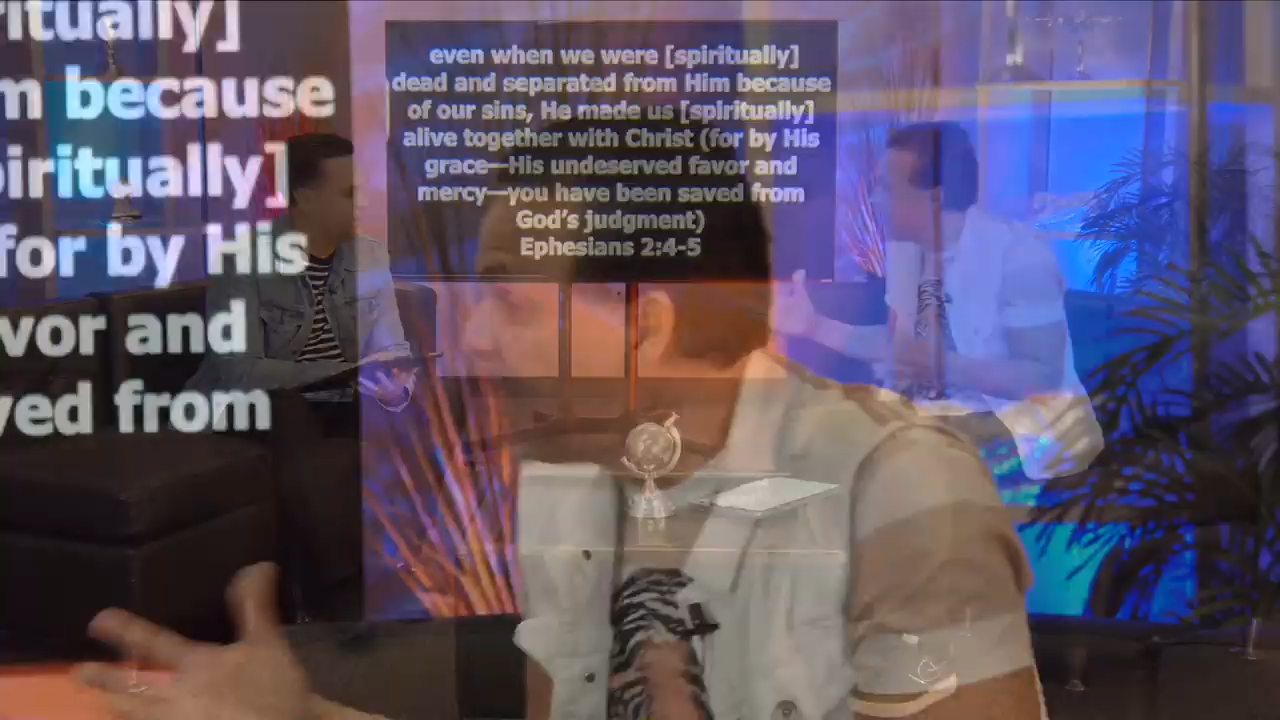 ritually]
m because
piritually]
for by His
vor and
ved from
even when we were [spiritually]
dead and separated from Him because
of our sins, He made us [spiritually]
alive together with Christ (for by His
grace—His undeserved favor and
mercy—you have been saved from
God's judgment)
Ephesians 2:4-5